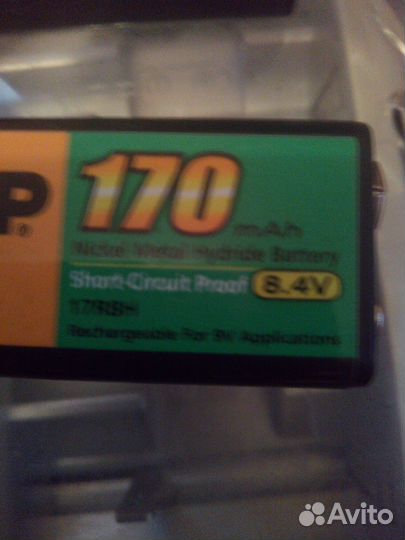 P®
170 mAh
Nickel Metal Hydride Battery
Short-Circuit Proof 8.4V
Rechargeable For 9V Applications
Avito